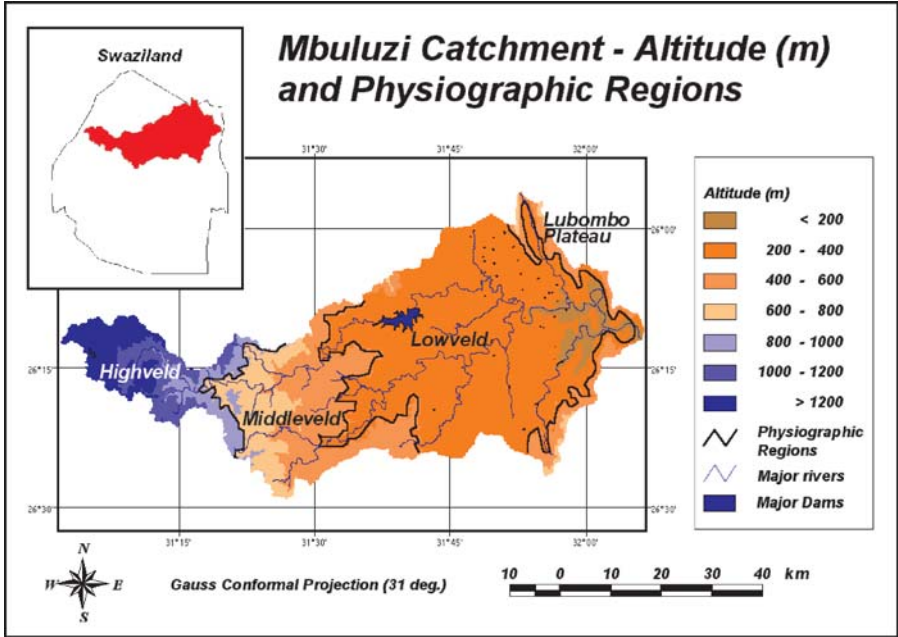 Swaziland
Mbuluzi Catchment - Altitude (m)
and Physiographic Regions
31°30
31°45
32°00
Altitude (m)
< 200
200 - 400
400 - 600
600 - 800
800 - 1000
1000 - 1200
> 1200
Physiographic
Regions
Major rivers
Major Dams
Lubombo
Plateau
26°00
Lowveld
Highveld
26°15
26°15
Middleveld
26°30
26°30
31°15
31°30
31°45
32°00
N
W
E
S
Gauss Conformal Projection (31 deg.)
10 0 10 20 30 40 km